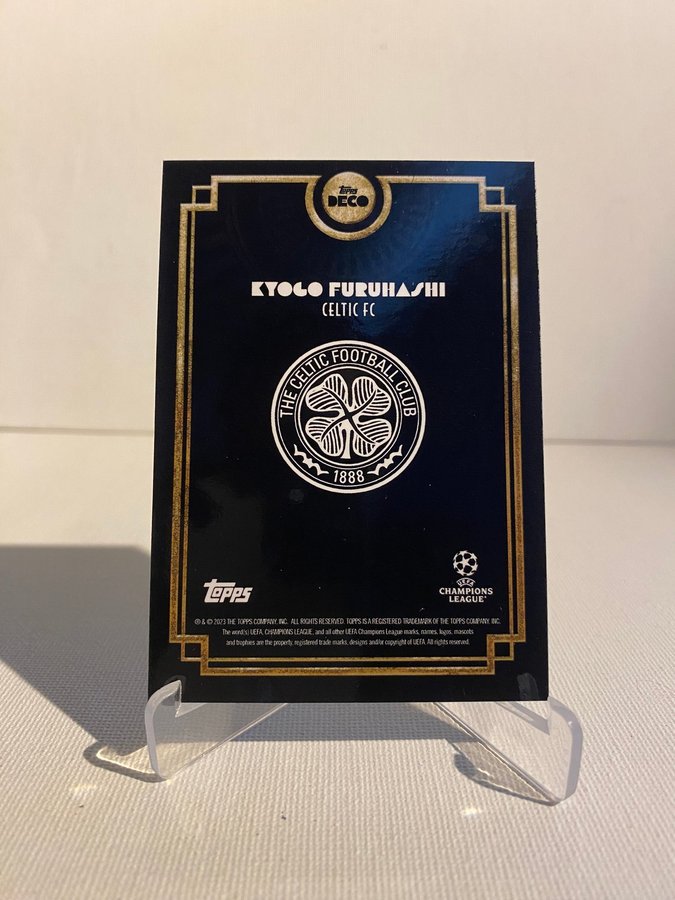 Topps
DECO
KYOGO FURUHASHI
CELTIC FC
THE CELTIC FOOTBALL CLUB
1888
Topps
UEFA
CHAMPIONS
LEAGUE
® & © 2023 THE TOPPS COMPANY, INC. ALL RIGHTS RESERVED. TOPPS IS A REGISTERED TRADEMARK OF THE TOPPS COMPANY, INC.
The word(s) UEFA, CHAMPIONS LEAGUE, and all other UEFA Champions League marks, names, logos, mascots
and trophies are the property, registered trade marks, designs and/or copyright of UEFA. All rights reserved.